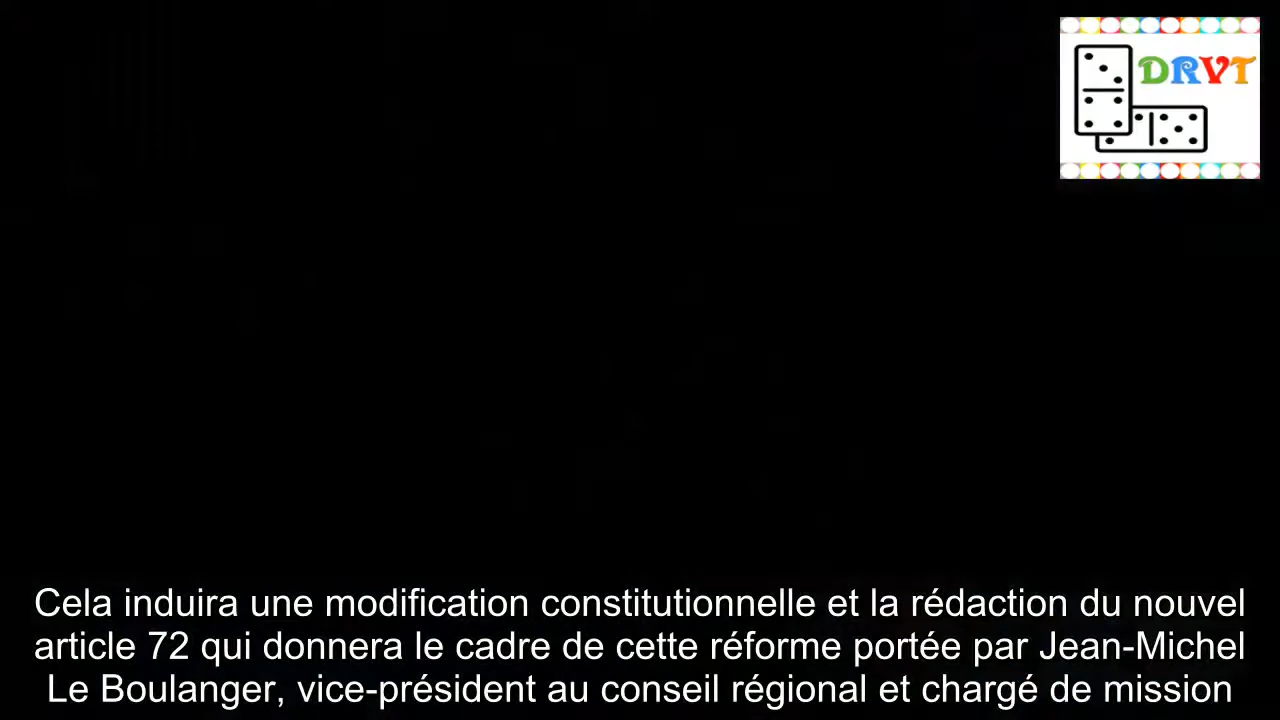 DRVT
Cela induira une modification constitutionnelle et la rédaction du nouvel
article 72 qui donnera le cadre de cette réforme portée par Jean-Michel
Le Boulanger, vice-président au conseil régional et chargé de mission